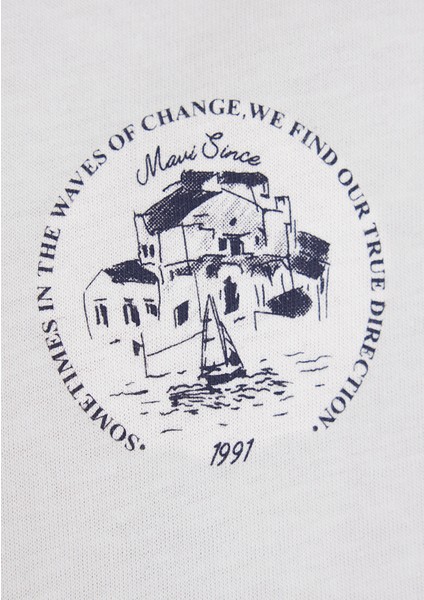 •SOMETIMES IN THE WAVES OF CHANGE, WE FIND OUR TRUE DIRECTION•
Mavi Since
1991